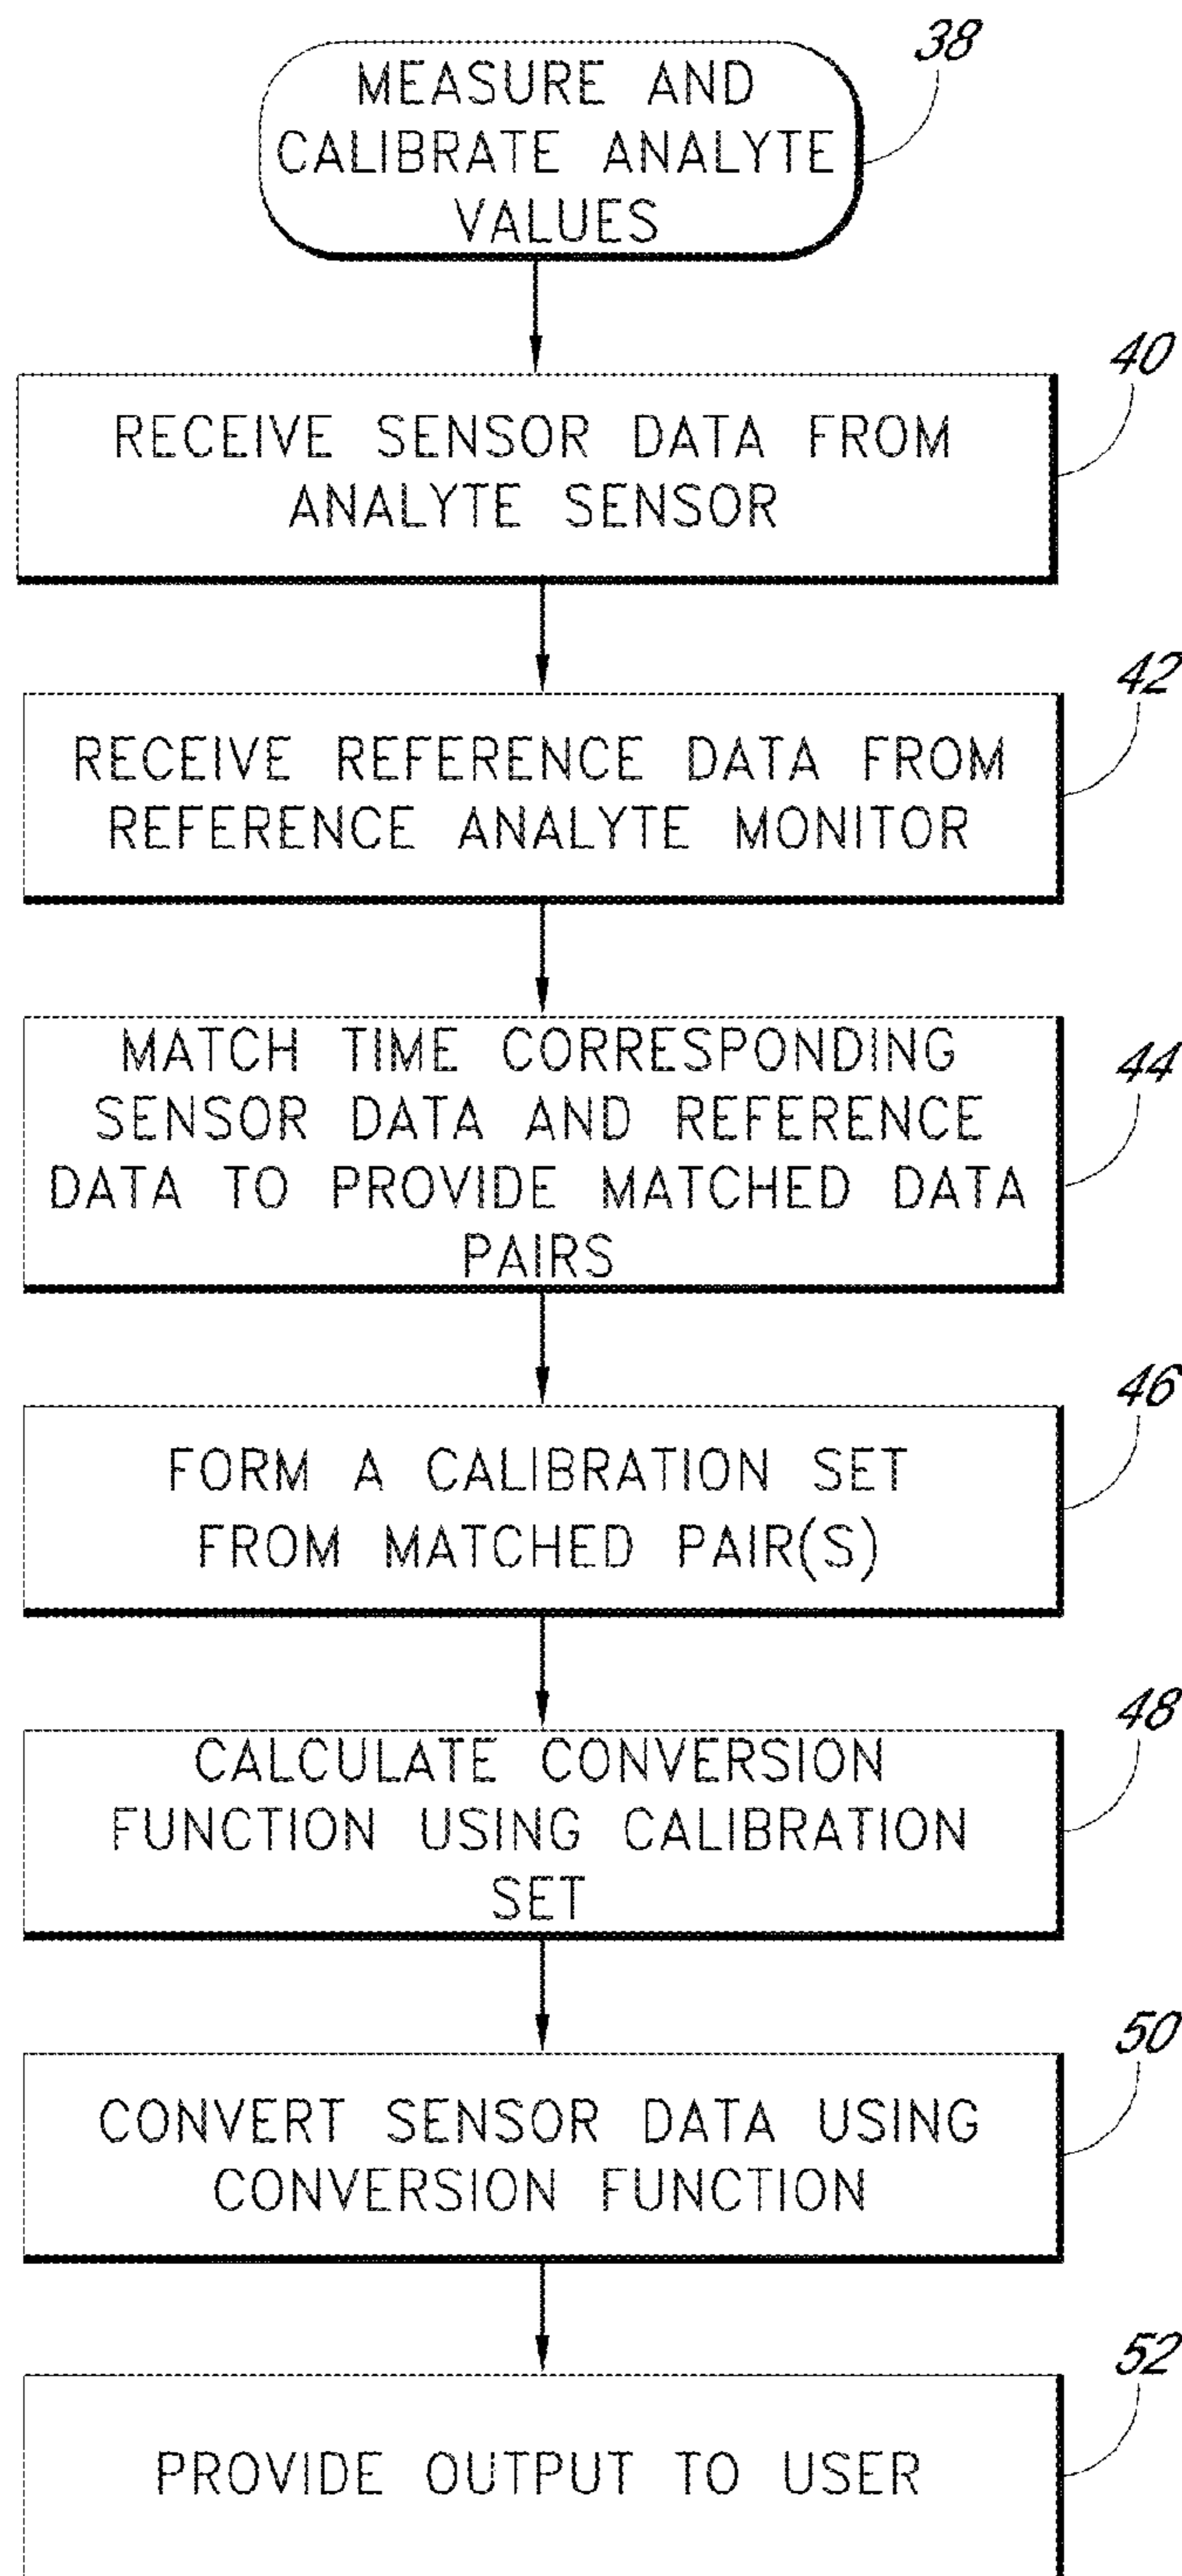 38
MEASURE AND
CALIBRATE ANALYTE
VALUES
40
RECEIVE SENSOR DATA FROM
ANALYTE SENSOR
42
RECEIVE REFERENCE DATA FROM
REFERENCE ANALYTE MONITOR
44
MATCH TIME CORRESPONDING
SENSOR DATA AND REFERENCE
DATA TO PROVIDE MATCHED DATA
PAIRS
46
FORM A CALIBRATION SET
FROM MATCHED PAIR(S)
48
CALCULATE CONVERSION
FUNCTION USING CALIBRATION
SET
50
CONVERT SENSOR DATA USING
CONVERSION FUNCTION
52
PROVIDE OUTPUT TO USER